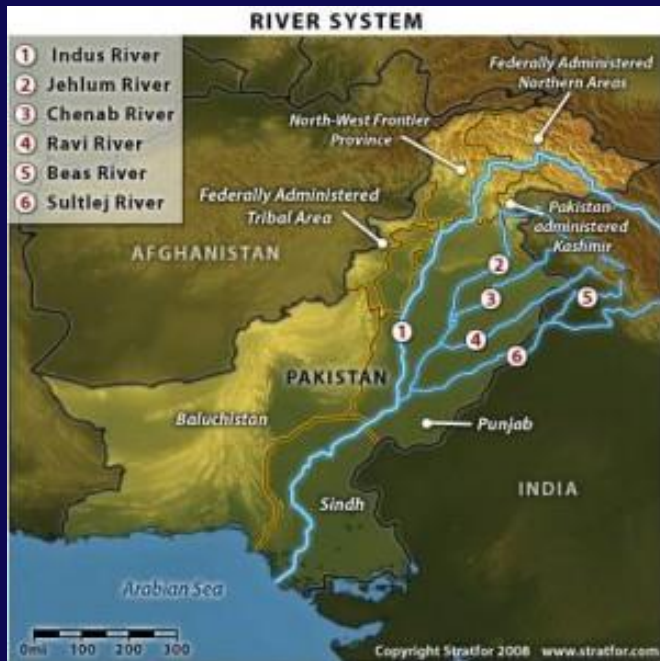 RIVER SYSTEM
1 Indus River
2 Jehlum River
3 Chenab River
4 Ravi River
5 Beas River
6 Sultlej River
Federally Administered
Northern Areas
North-West Frontier
Province
Federally Administered
Tribal Area
Pakistan
administered
Kashmir
AFGHANISTAN
2
3
5
1
4
6
PAKISTAN
Baluchistan
Punjab
INDIA
Sindh
Arabian Sea
0mi 100 200 300
Copyright Stratfor 2008 www.stratfor.com